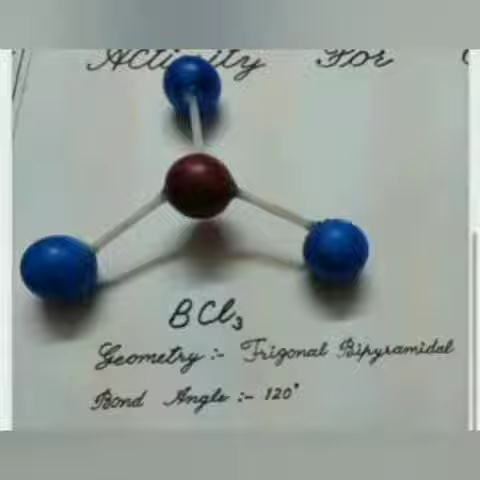 Activity For
BCl₃
Geometry :- Trigonal Bipyramidal
Bond Angle :- 120°